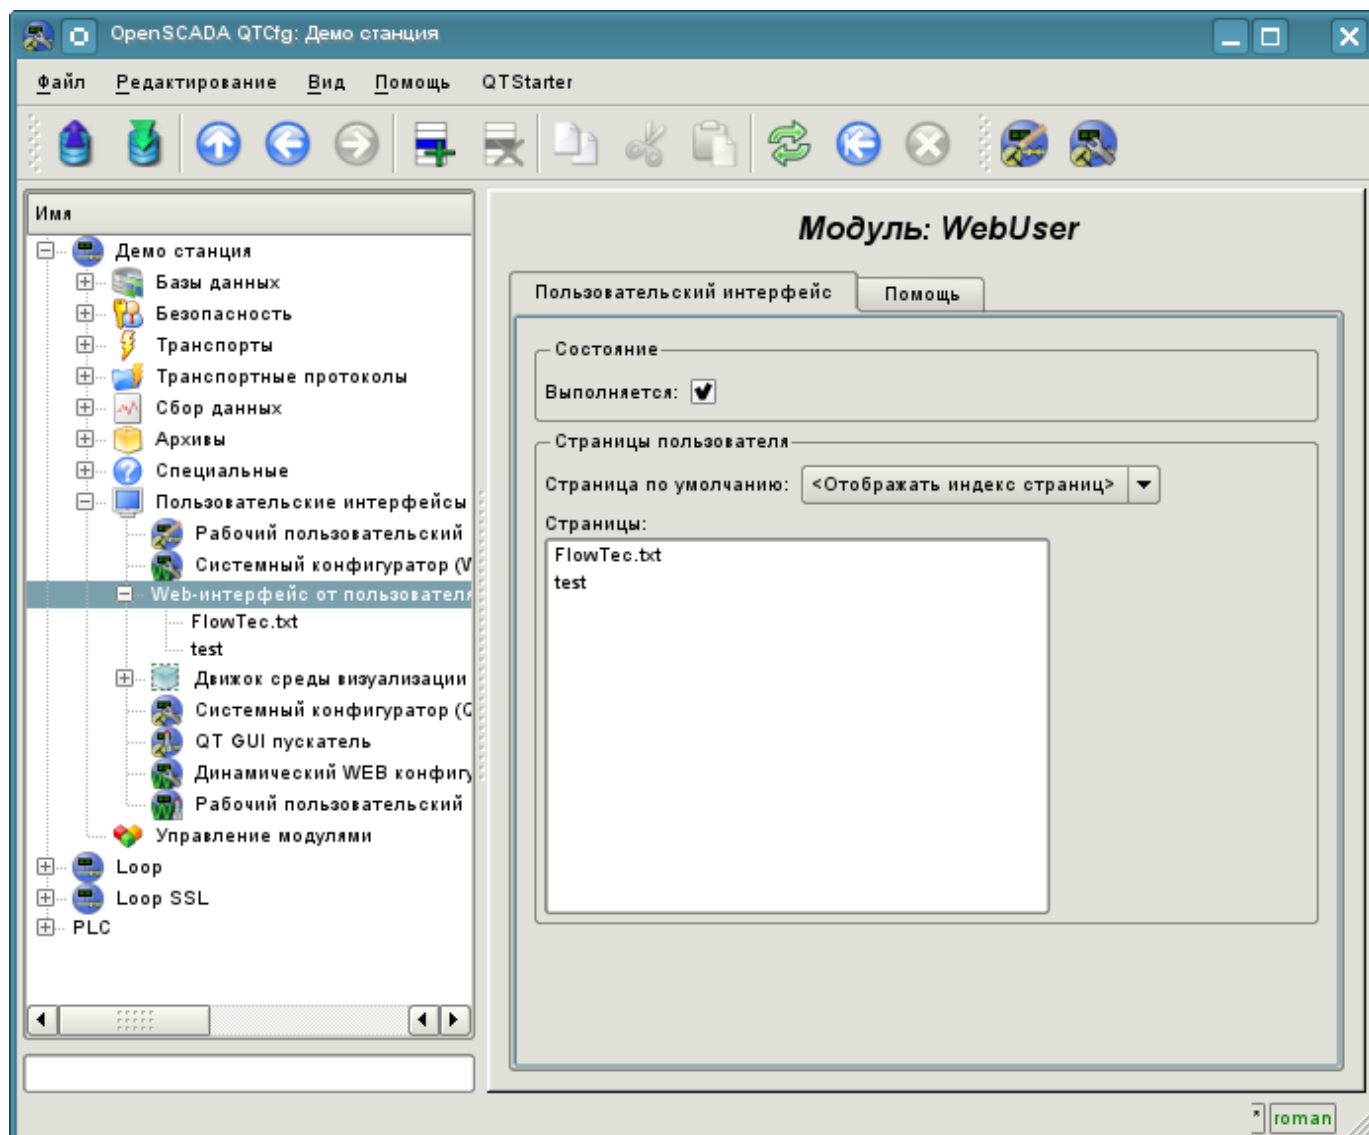 OpenSCADA QTCfg: Демо станция
Файл Редактирование Вид Помощь QTStarter
Имя
Демо станция
Базы данных
Безопасность
Транспорты
Транспортные протоколы
Сбор данных
Архивы
Специальные
Пользовательские интерфейсы
Рабочий пользовательский
Системный конфигуратор (V
Web-интерфейс от пользователя
FlowTec.txt
test
Движок среды визуализации
Системный конфигуратор (Q
QT GUI пускатель
Динамический WEB конфигу
Рабочий пользовательский
Управление модулями
Loop
Loop SSL
PLC
Модуль: WebUser
Пользовательский интерфейс Помощь
Состояние
Выполняется:
Страницы пользователя
Страница по умолчанию: <Отображать индекс страниц>
Страницы:
FlowTec.txt
test
* roman